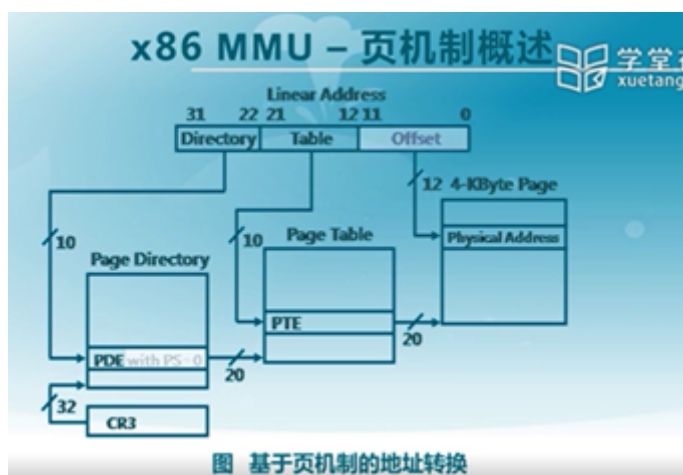 x86 MMU – 页机制概述
学堂在
xuetang
Linear Address
31 22 21 12 11 0
Directory Table Offset
12 4-KByte Page
10
10
Page Table
Physical Address
Page Directory
PTE
20
PDE with PS=0
20
32
CR3
图 基于页机制的地址转换